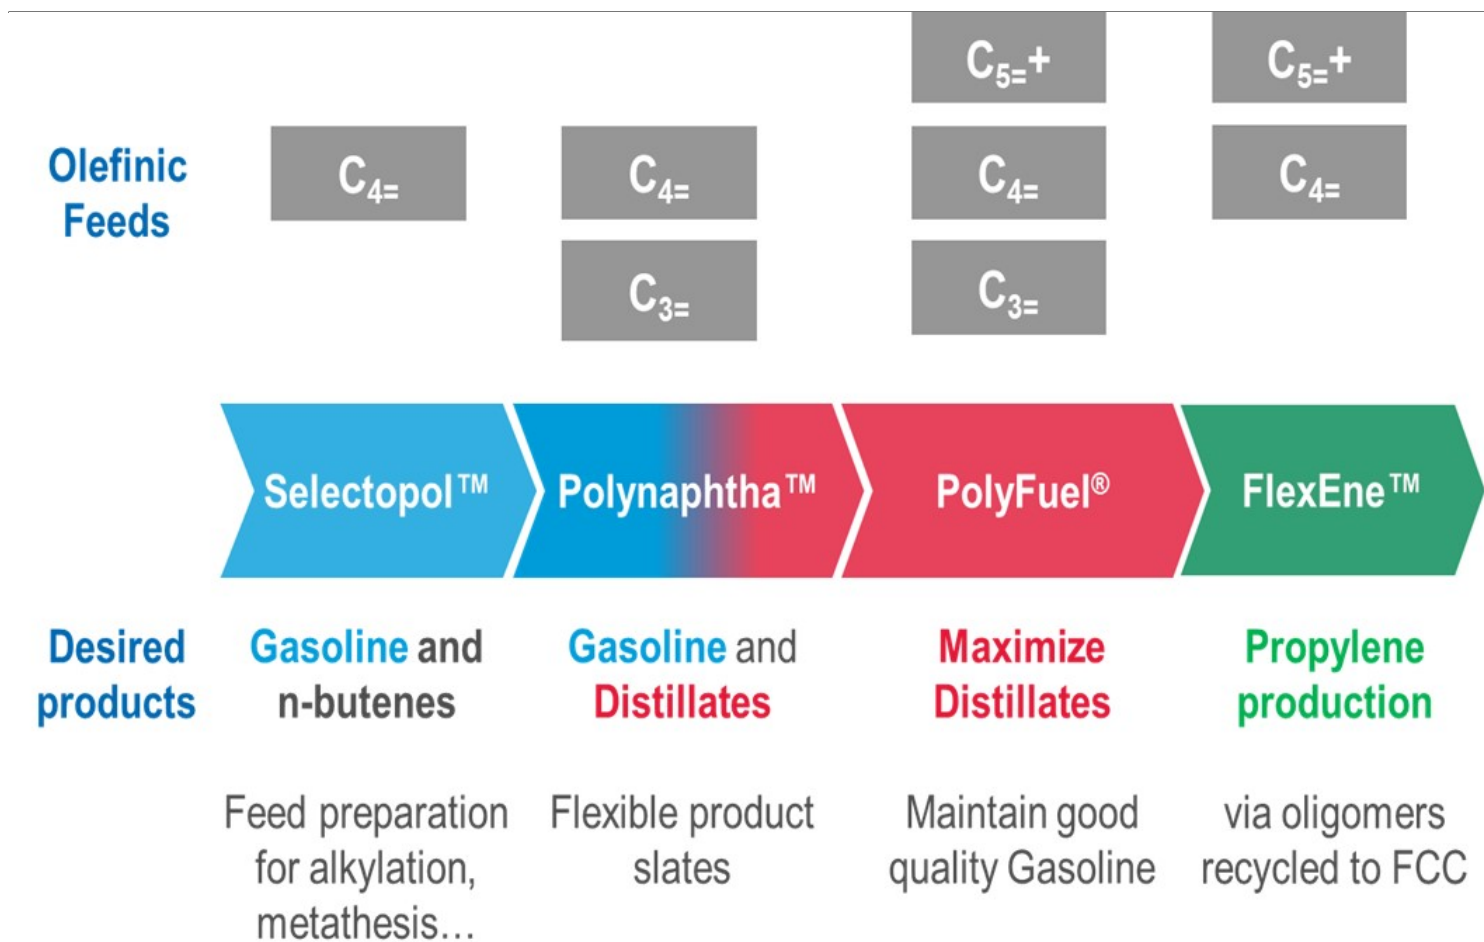 C5=+ C5=+
Olefinic
Feeds
C4= C4= C4= C4=
C3= C3=
Selectopol™ Polynaphtha™ PolyFuel® FlexEne™
Desired
products
Gasoline and
n-butenes
Gasoline and
Distillates
Maximize
Distillates
Propylene
production
Feed preparation
for alkylation,
metathesis…
Flexible product
slates
Maintain good
quality Gasoline
via oligomers
recycled to FCC